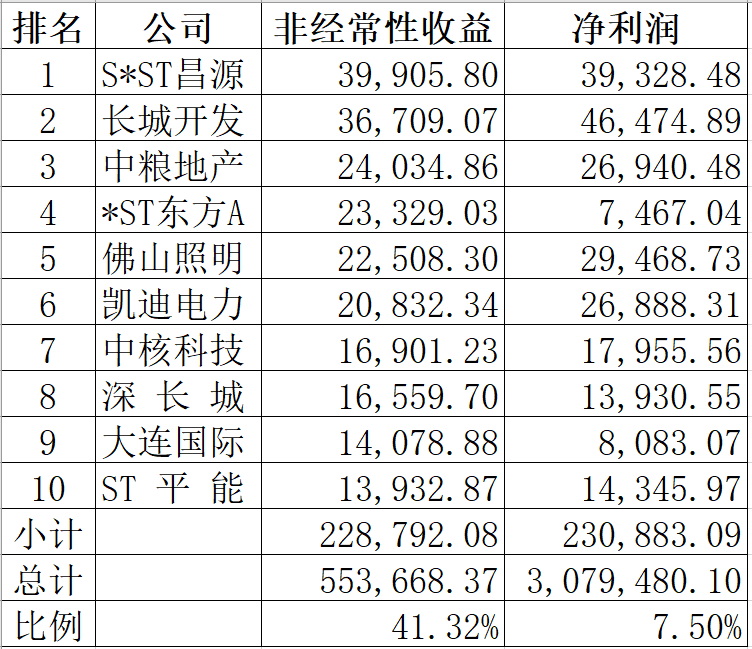 排名 公司 非经常性收益 净利润
1 S*ST昌源 39,905.80 39,328.48
2 长城开发 36,709.07 46,474.89
3 中粮地产 24,034.86 26,940.48
4 *ST东方A 23,329.03 7,467.04
5 佛山照明 22,508.30 29,468.73
6 凯迪电力 20,832.34 26,888.31
7 中核科技 16,901.23 17,955.56
8 深 长 城 16,559.70 13,930.55
9 大连国际 14,078.88 8,083.07
10 ST 平 能 13,932.87 14,345.97
小计 228,792.08 230,883.09
总计 553,668.37 3,079,480.10
比例 41.32% 7.50%